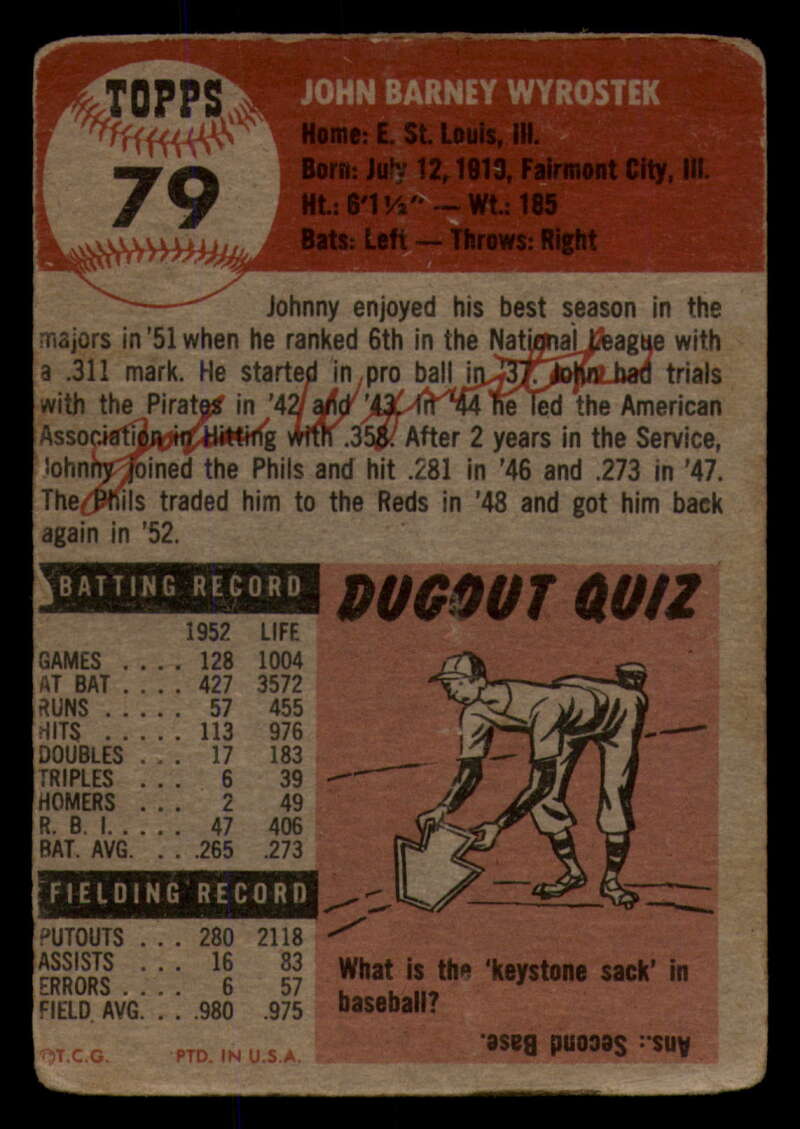 TOPPS
79
JOHN BARNEY WYROSTEK
Home: E. St. Louis, Ill.
Born: July 12, 1919, Fairmont City, Ill.
Ht.: 6'1½" — Wt.: 185
Bats: Left — Throws: Right
Johnny enjoyed his best season in the
majors in '51 when he ranked 6th in the National League with
a .311 mark. He started in pro ball in '37. John had trials
with the Pirates in '42 and '43. In '44 he led the American
Association in Hitting with .358. After 2 years in the Service,
Johnny joined the Phils and hit .281 in '46 and .273 in '47.
The Phils traded him to the Reds in '48 and got him back
again in '52.
BATTING RECORD
1952 LIFE
GAMES .... 128 1004
AT BAT .... 427 3572
RUNS ..... 57 455
HITS ..... 113 976
DOUBLES ... 17 183
TRIPLES ... 6 39
HOMERS ... 2 49
R. B. I. .... 47 406
BAT. AVG. .. .265 .273
FIELDING RECORD
PUTOUTS ... 280 2118
ASSISTS ... 16 83
ERRORS .... 6 57
FIELD. AVG. .. .980 .975
©T.C.G. PTD. IN U.S.A.
DUGOUT QUIZ
What is the 'keystone sack' in
baseball?
Ans.: Second Base.